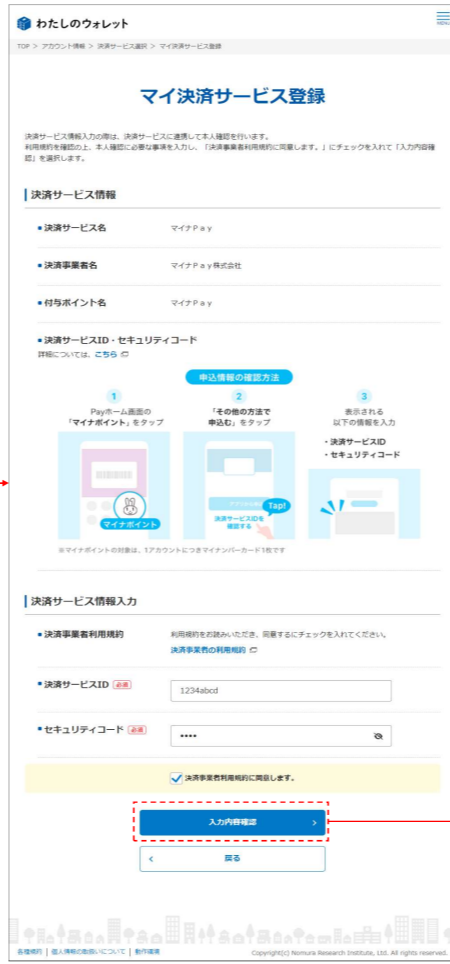 わたしのウォレット
MENU
TOP > アカウント情報 > 決済サービス選択 > マイ決済サービス登録
マイ決済サービス登録
決済サービス情報入力の際は、決済サービスに連携して本人確認を行います。
利用規約を確認の上、本人確認に必要な事項を入力し、「決済事業者利用規約に同意します。」にチェックを入れて「入力内容確
認」を選択します。
決済サービス情報
決済サービス名 マイナPay
決済事業者名 マイナPay株式会社
付与ポイント名 マイナPay
決済サービスID・セキュリティコード
詳細については、こちら
申込情報の確認方法
1 2 3
Payホーム画面の 「その他の方法で 表示される
「マイナポイント」をタップ 申込む」をタップ 以下の情報を入力
・決済サービスID
・セキュリティコード
Tap!
マイナポイント
決済サービスIDを
確認する
※マイナポイントの対象は、1アカウントにつきマイナンバーカード1枚です
決済サービス情報入力
決済事業者利用規約 利用規約をお読みいただき、同意するにチェックを入れてください。
決済事業者の利用規約
決済サービスID 必須 1234abcd
セキュリティコード 必須 ••••
決済事業者利用規約に同意します。
入力内容確認 >
< 戻る
各種規約 | 個人情報の取扱いについて | 動作環境 Copyright(c) Nomura Research Institute, Ltd. All rights reserved.